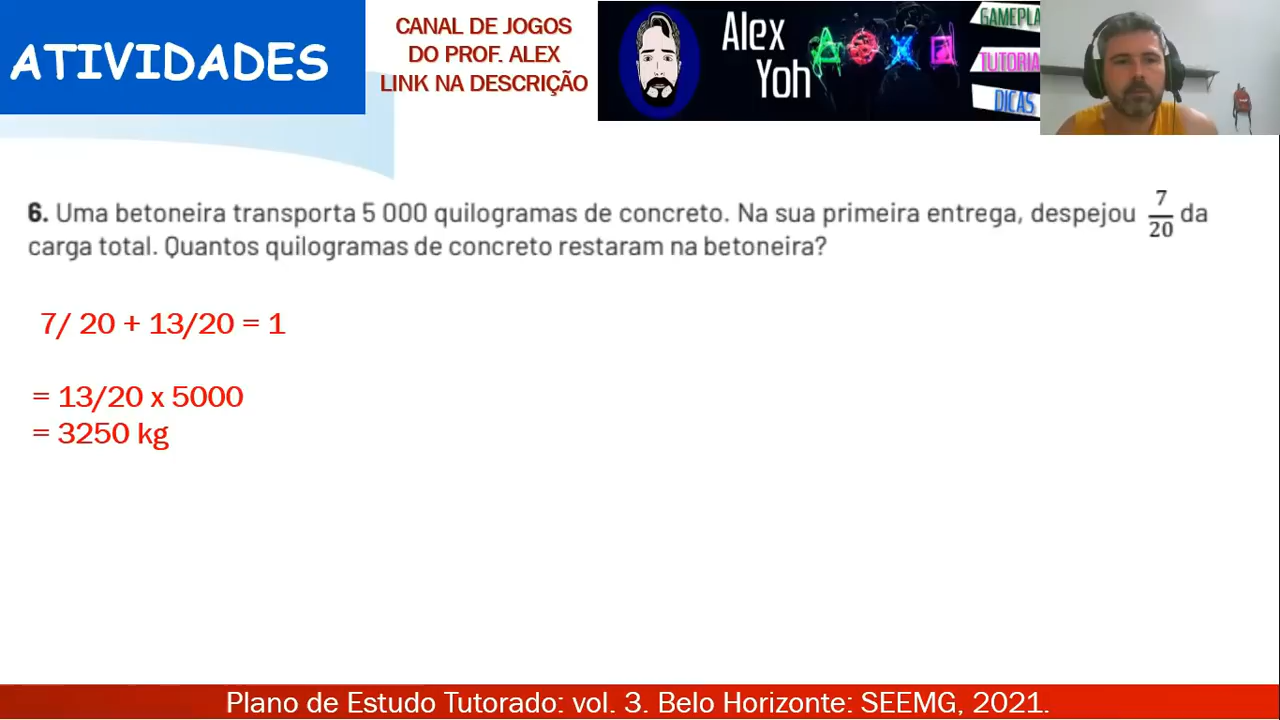 ATIVIDADES
CANAL DE JOGOS
DO PROF. ALEX
LINK NA DESCRIÇÃO
Alex
Yoh
GAMEPLA
TUTORIA
DICAS
6. Uma betoneira transporta 5 000 quilogramas de concreto. Na sua primeira entrega, despejou 7/20 da
carga total. Quantos quilogramas de concreto restaram na betoneira?
7/ 20 + 13/20 = 1
= 13/20 x 5000
= 3250 kg
Plano de Estudo Tutorado: vol. 3. Belo Horizonte: SEEMG, 2021.